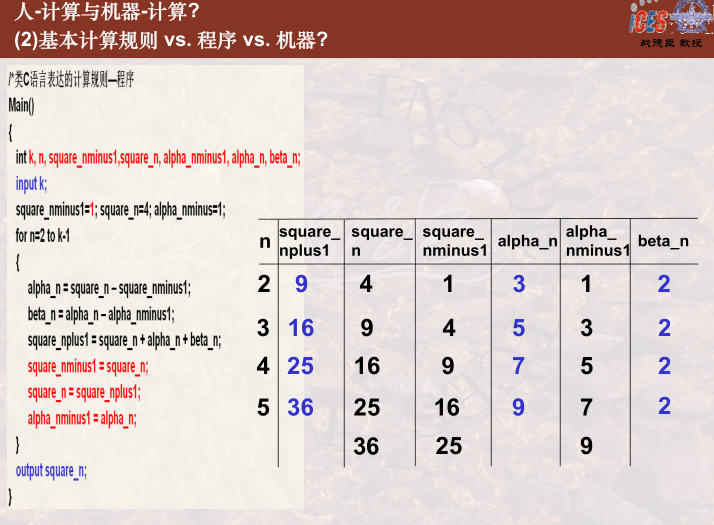 人-计算与机器-计算?
(2)基本计算规则 vs. 程序 vs. 机器?
iCES
战德臣 教授
/*类C语言表达的计算规则—程序
Main()
{
int k, n, square_nminus1,square_n, alpha_nminus1, alpha_n, beta_n;
input k;
square_nminus1=1; square_n=4; alpha_nminus=1;
for n=2 to k-1
{
alpha_n = square_n – square_nminus1;
beta_n = alpha_n – alpha_nminus1;
square_nplus1 = square_n + alpha_n + beta_n;
square_nminus1 = square_n;
square_n = square_nplus1;
alpha_nminus1 = alpha_n;
}
output square_n;
}
n square_nplus1 square_n square_nminus1 alpha_n alpha_nminus1 beta_n
2 9 4 1 3 1 2
3 16 9 4 5 3 2
4 25 16 9 7 5 2
5 36 25 16 9 7 2
36 25 9